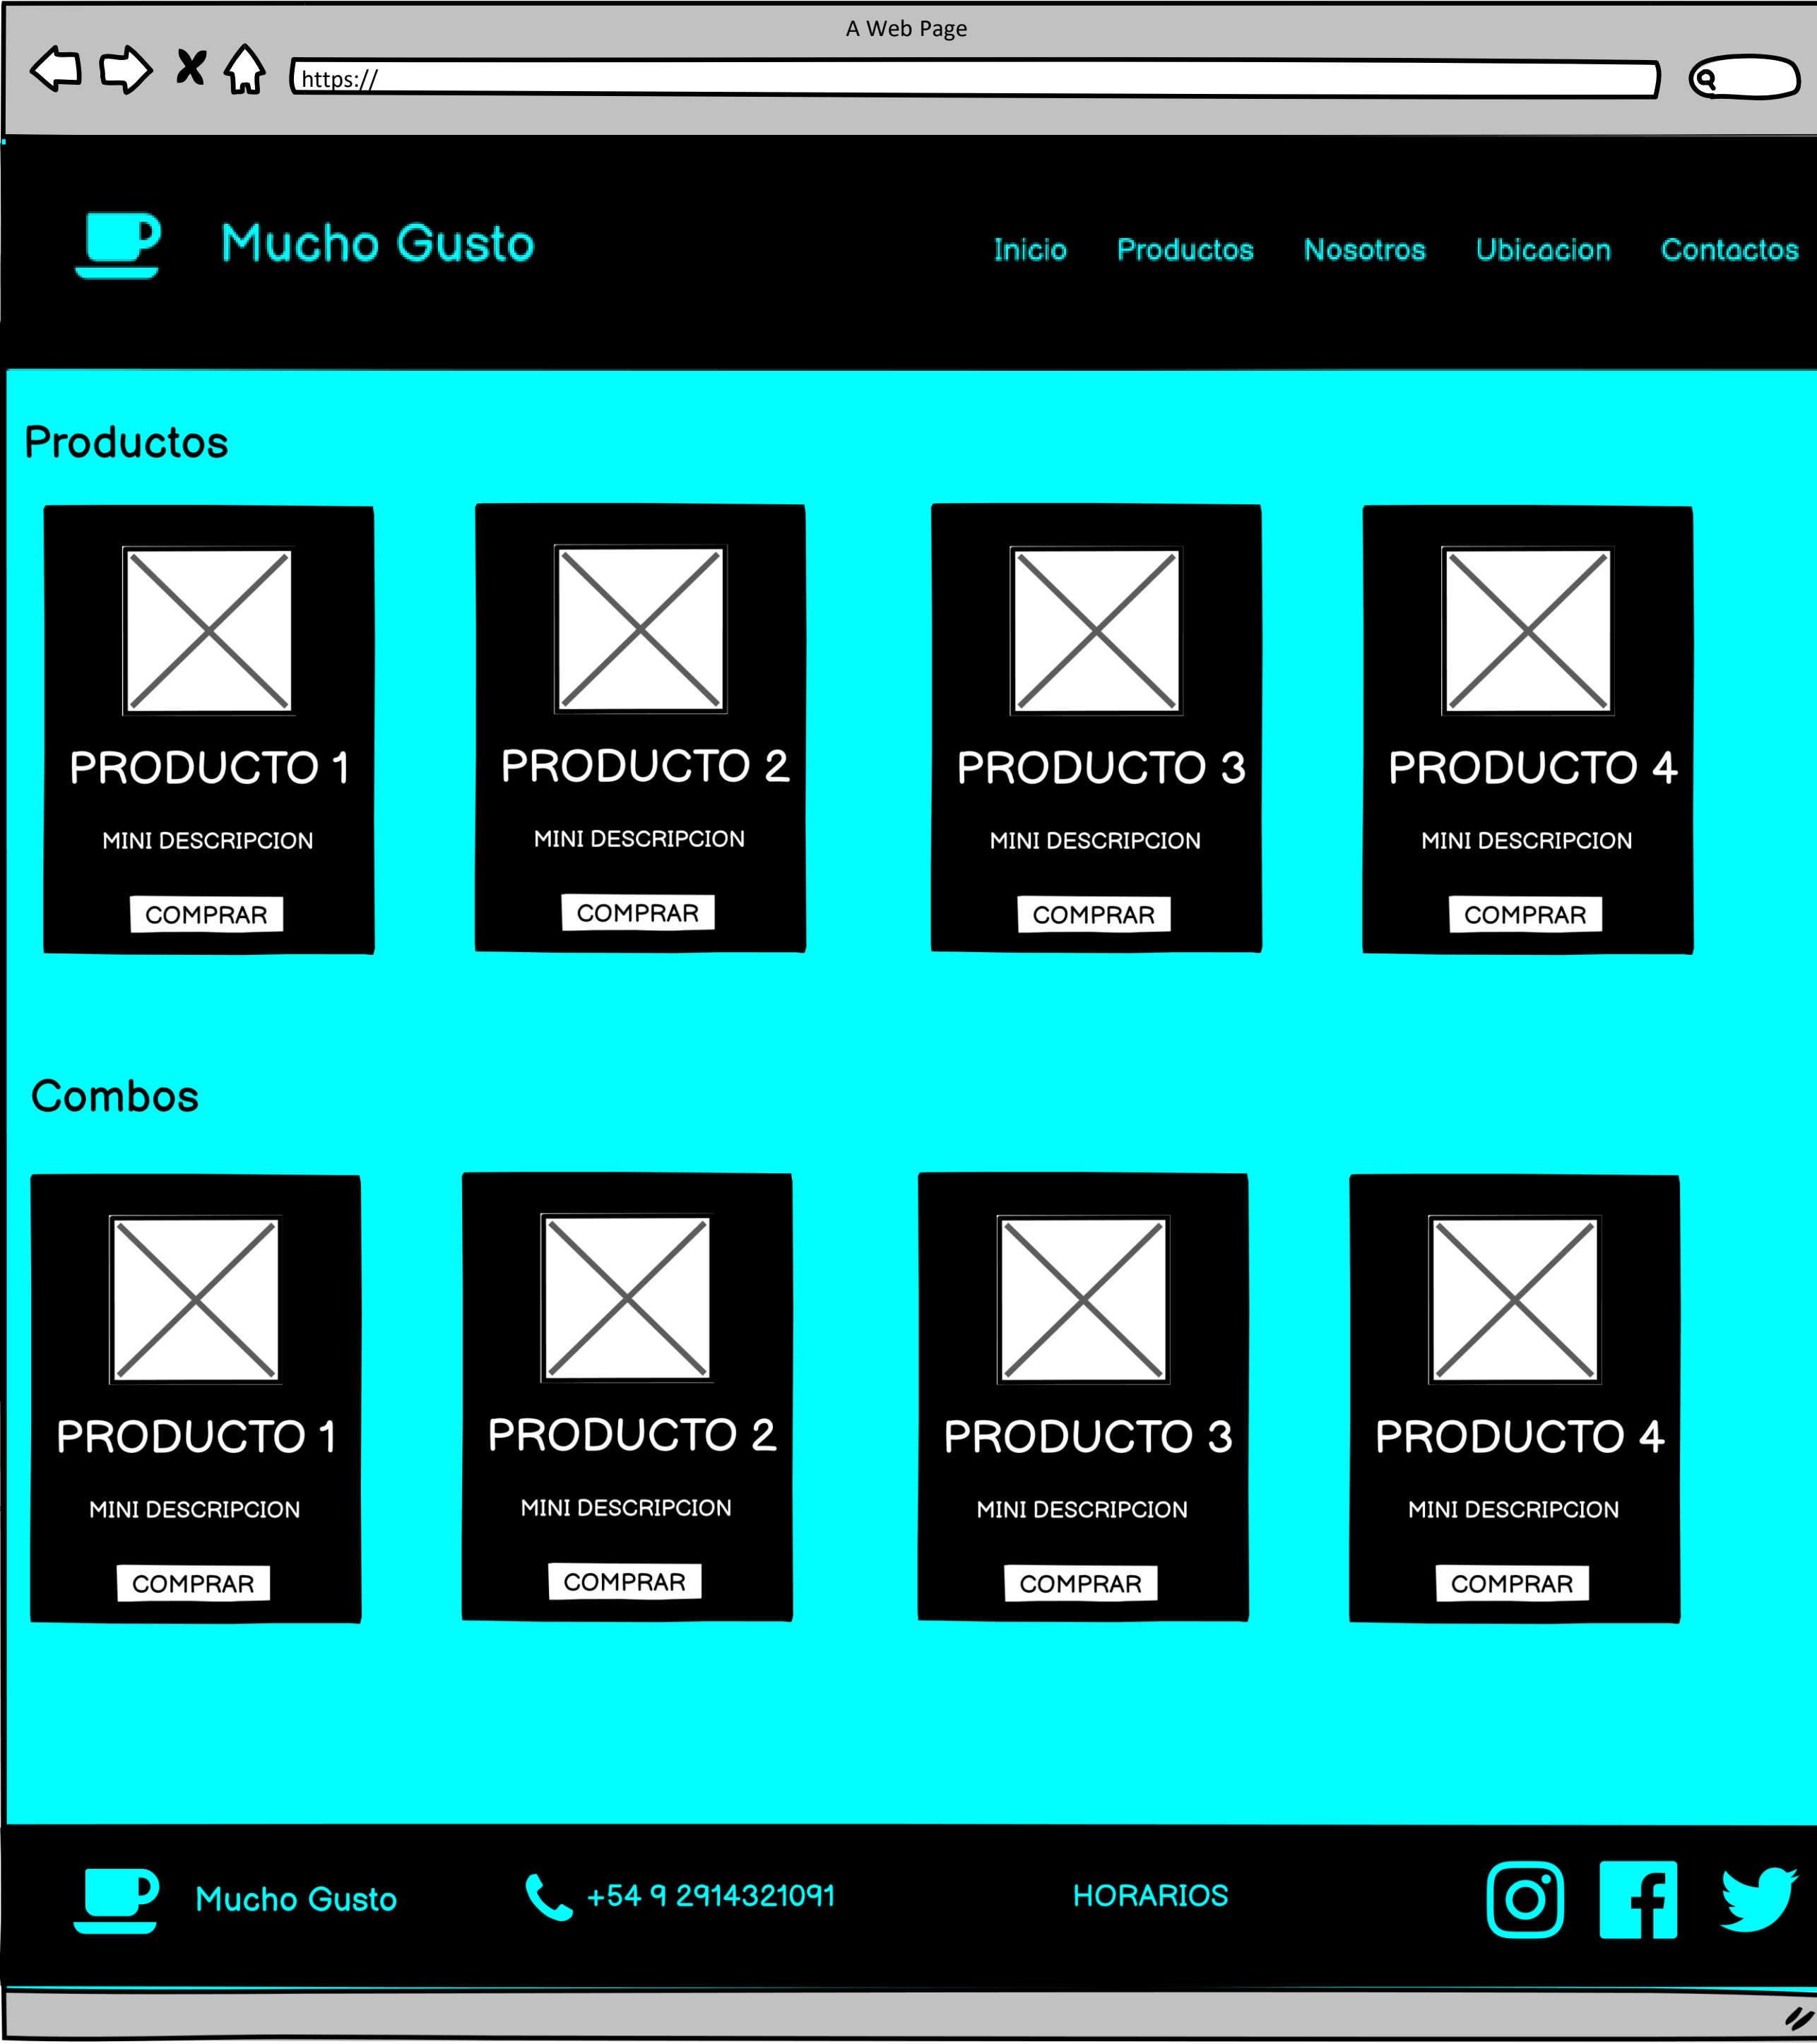 A Web Page
https://
Mucho Gusto
Inicio Productos Nosotros Ubicacion Contactos
Productos
PRODUCTO 1 PRODUCTO 2 PRODUCTO 3 PRODUCTO 4
MINI DESCRIPCION MINI DESCRIPCION MINI DESCRIPCION MINI DESCRIPCION
COMPRAR COMPRAR COMPRAR COMPRAR
Combos
PRODUCTO 1 PRODUCTO 2 PRODUCTO 3 PRODUCTO 4
MINI DESCRIPCION MINI DESCRIPCION MINI DESCRIPCION MINI DESCRIPCION
COMPRAR COMPRAR COMPRAR COMPRAR
Mucho Gusto +54 9 2914321091 HORARIOS